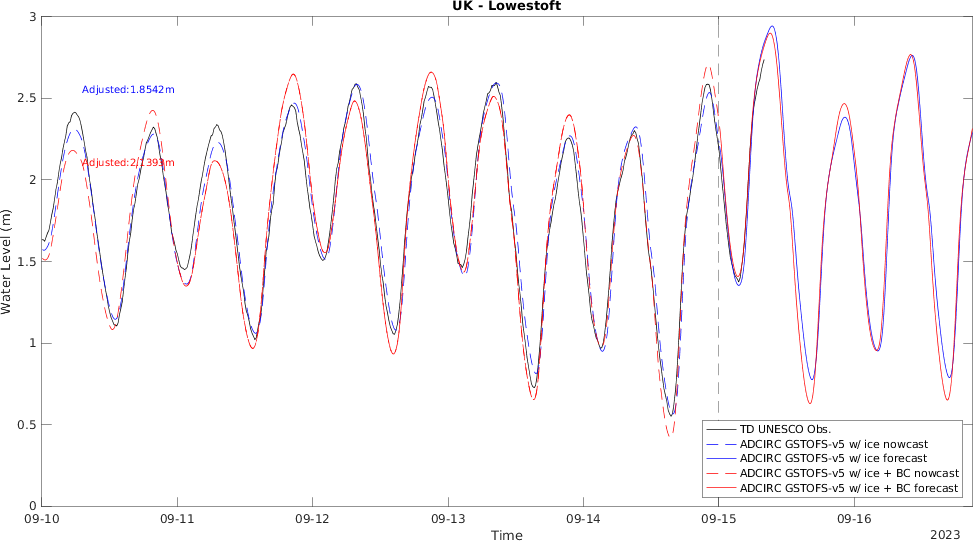 UK - Lowestoft
3
2.5
2
1.5
1
0.5
0
Water Level (m)
Adjusted:1.8542m
Adjusted:2.1393m
TD UNESCO Obs.
ADCIRC GSTOFS-v5 w/ ice nowcast
ADCIRC GSTOFS-v5 w/ ice forecast
ADCIRC GSTOFS-v5 w/ ice + BC nowcast
ADCIRC GSTOFS-v5 w/ ice + BC forecast
09-10 09-11 09-12 09-13 09-14 09-15 09-16
Time
2023